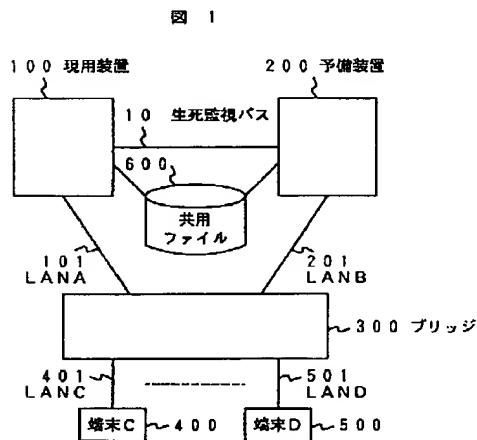 図 1
100 現用装置
200 予備装置
10 生死監視パス
600
共用
ファイル
101
LANA
201
LANB
300 ブリッジ
401
LANC
501
LAND
端末C
400
端末D
500